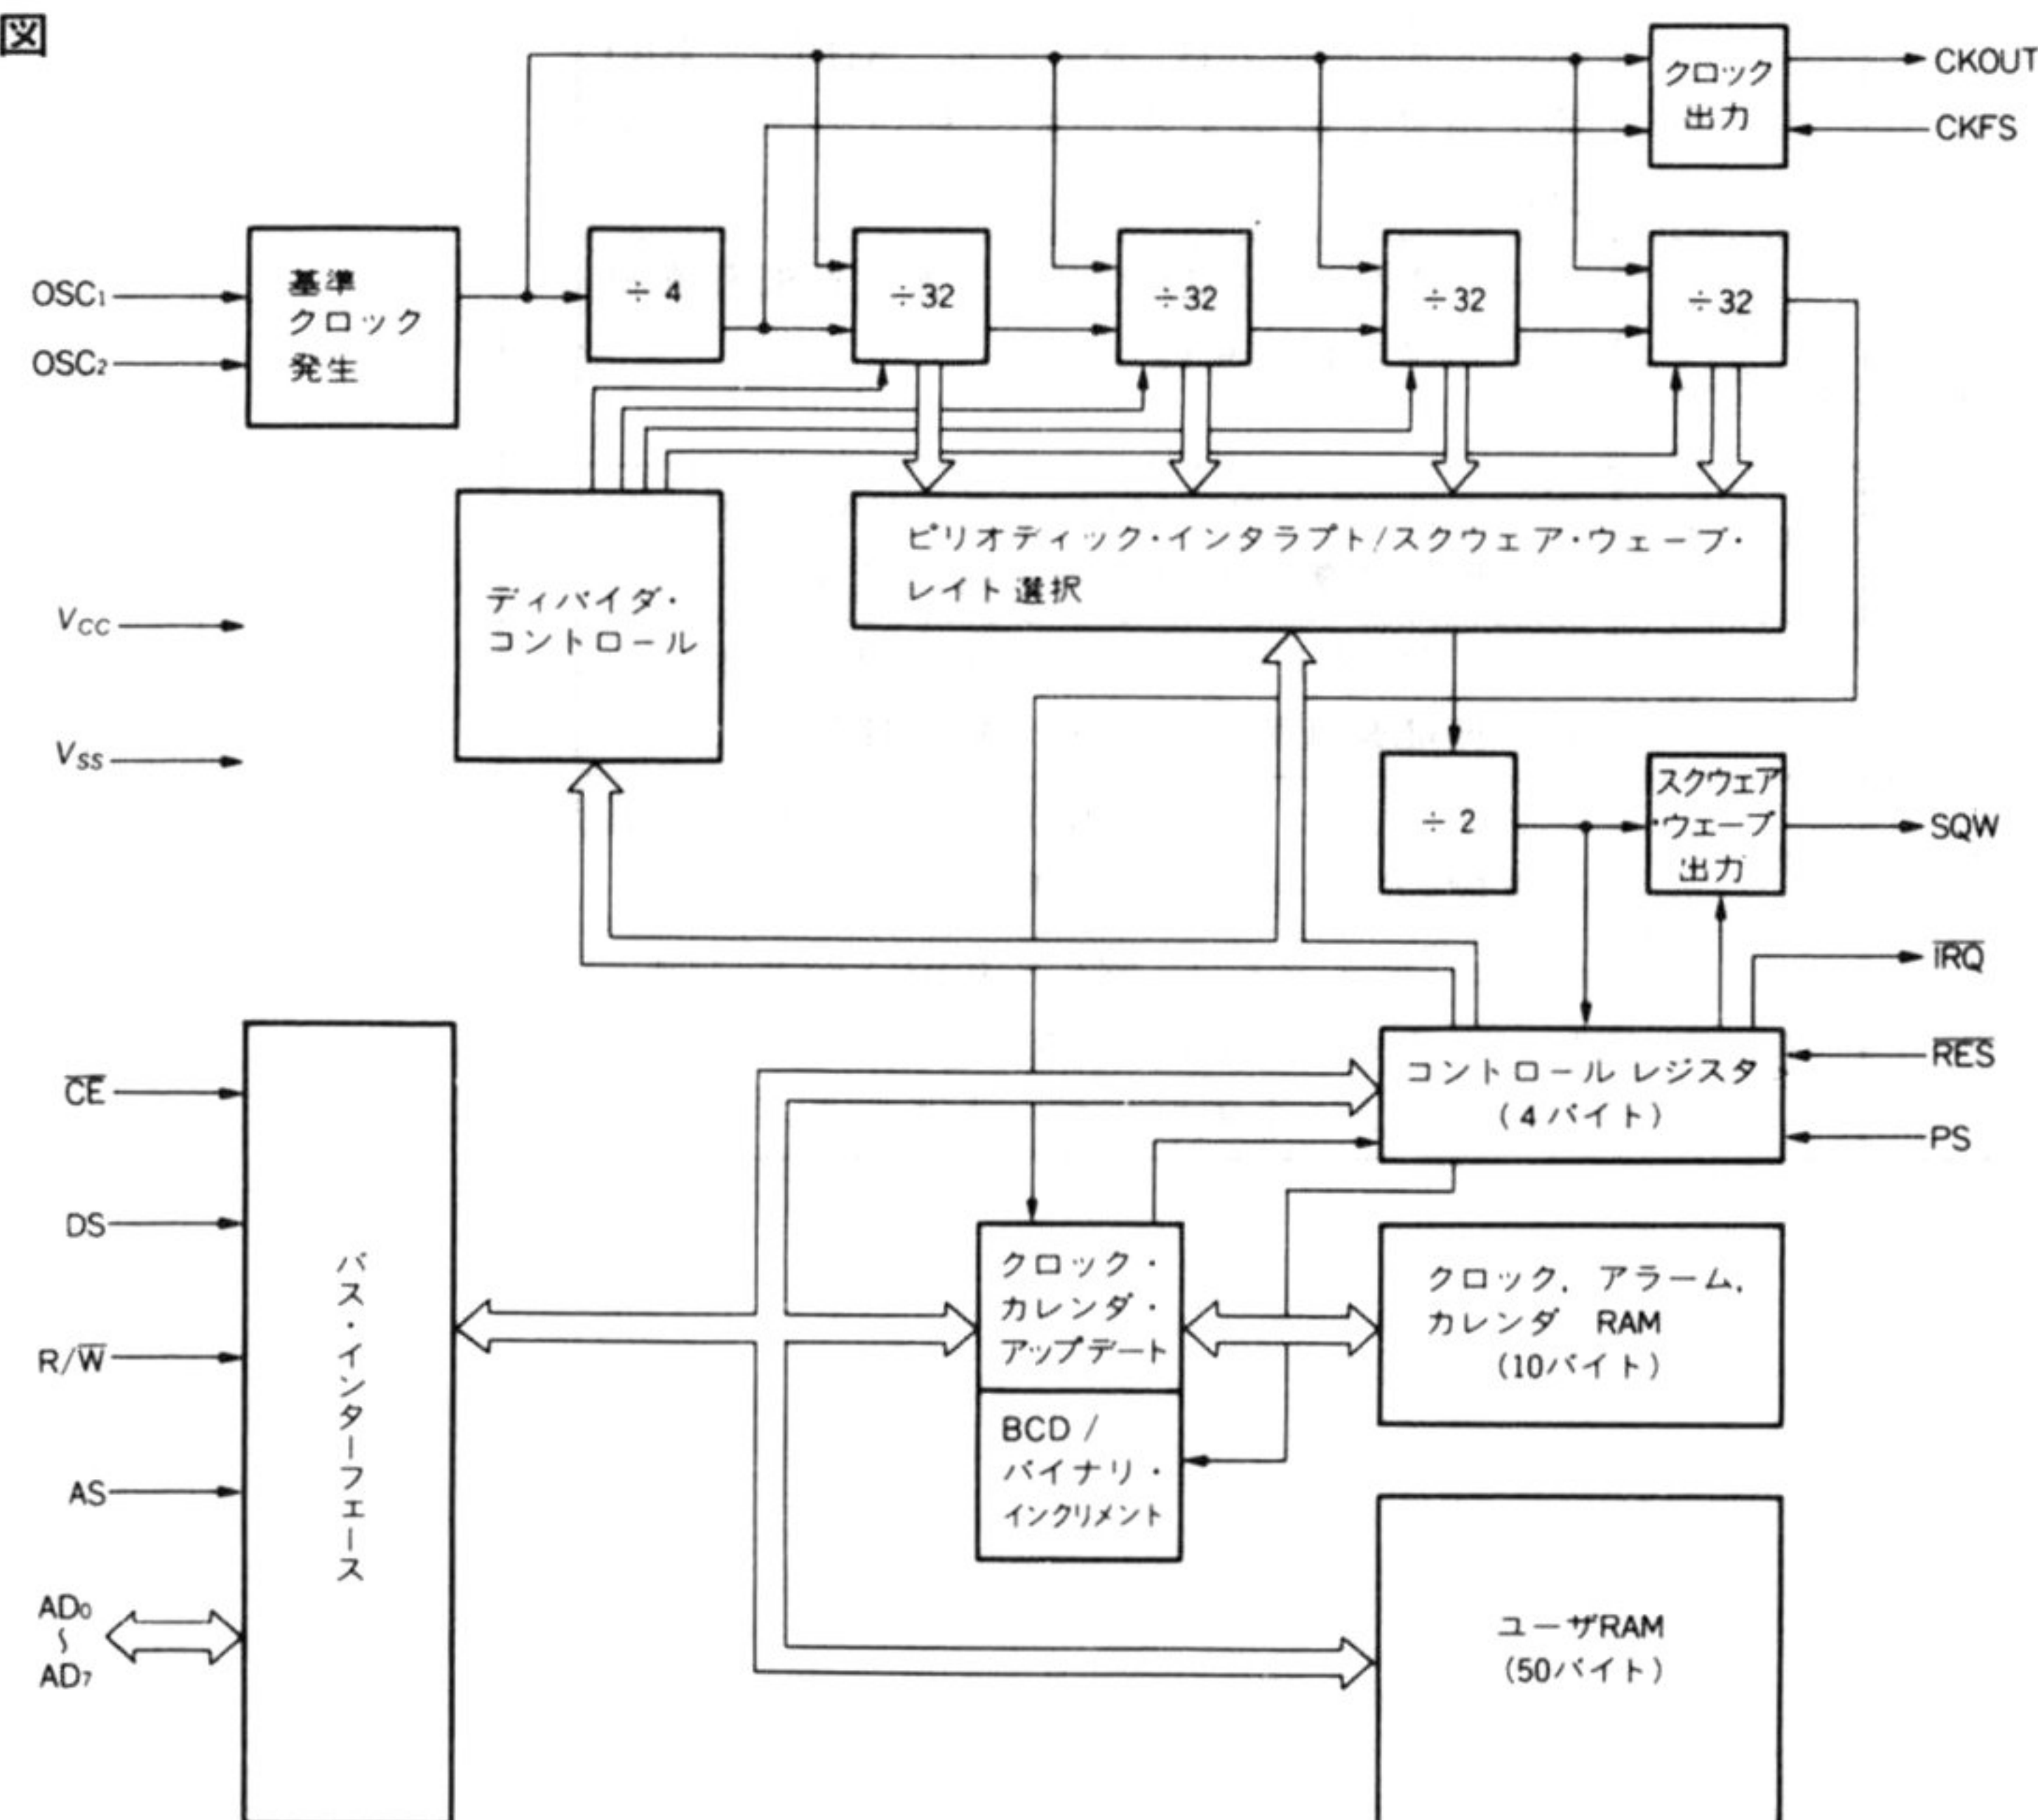 図
クロック
出力
CKOUT
CKFS
OSC1
OSC2
基準
クロック
発生
÷4
÷32
÷32
÷32
÷32
ディバイダ・
コントロール
ピリオディック・インタラプト/スクウェア・ウェーブ・
レイト選択
VCC
VSS
÷2
スクウェア
・ウェーブ
出力
SQW
I̅R̅Q̅
コントロール レジスタ
(4バイト)
R̅E̅S̅
PS
C̅E̅
DS
R/W̅
AS
AD0
~
AD7
バス・インターフェース
クロック・
カレンダ・
アップデート
BCD /
バイナリ・
インクリメント
クロック, アラーム,
カレンダ RAM
(10バイト)
ユーザRAM
(50バイト)